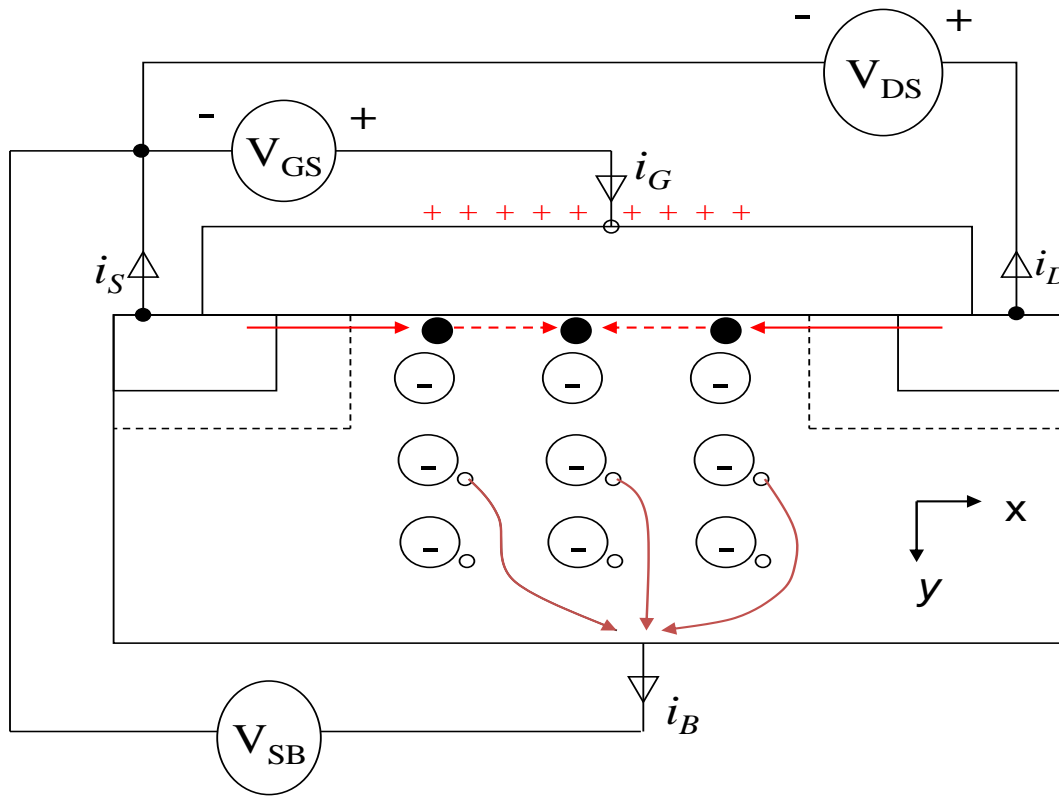 - +
V_DS
- +
V_GS
i_G
+ + + + + + + + +
i_S
i_D
- - -
- - -
x
- - -
y
i_B
V_SB